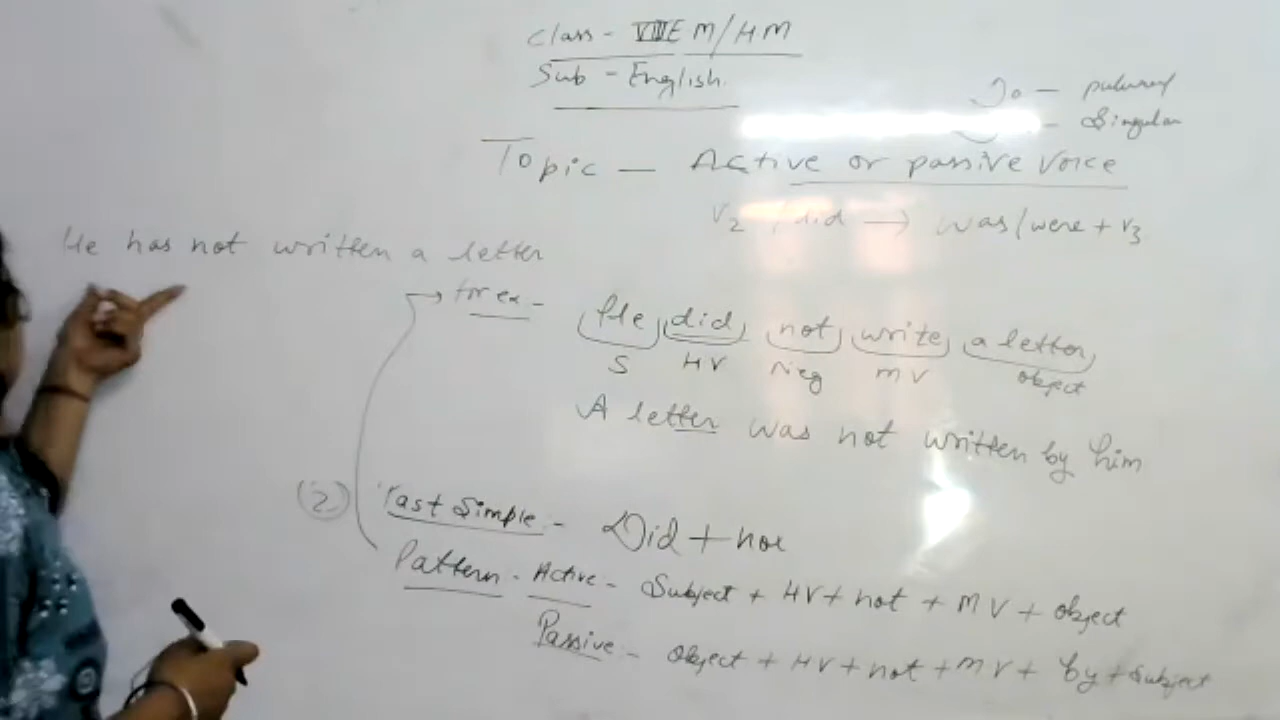 Class - VIII E M/HM
Sub - English.
Singular
Topic - Active or passive Voice
V2 / did → was/were + V3
He has not written a letter
→ for ex -
He did not write a letter
S HV Neg MV object
A letter was not written by him
(2) Past Simple - Did + not
Pattern - Active - Subject + HV + not + MV + object
Passive - Object + HV + not + MV + by + Subject